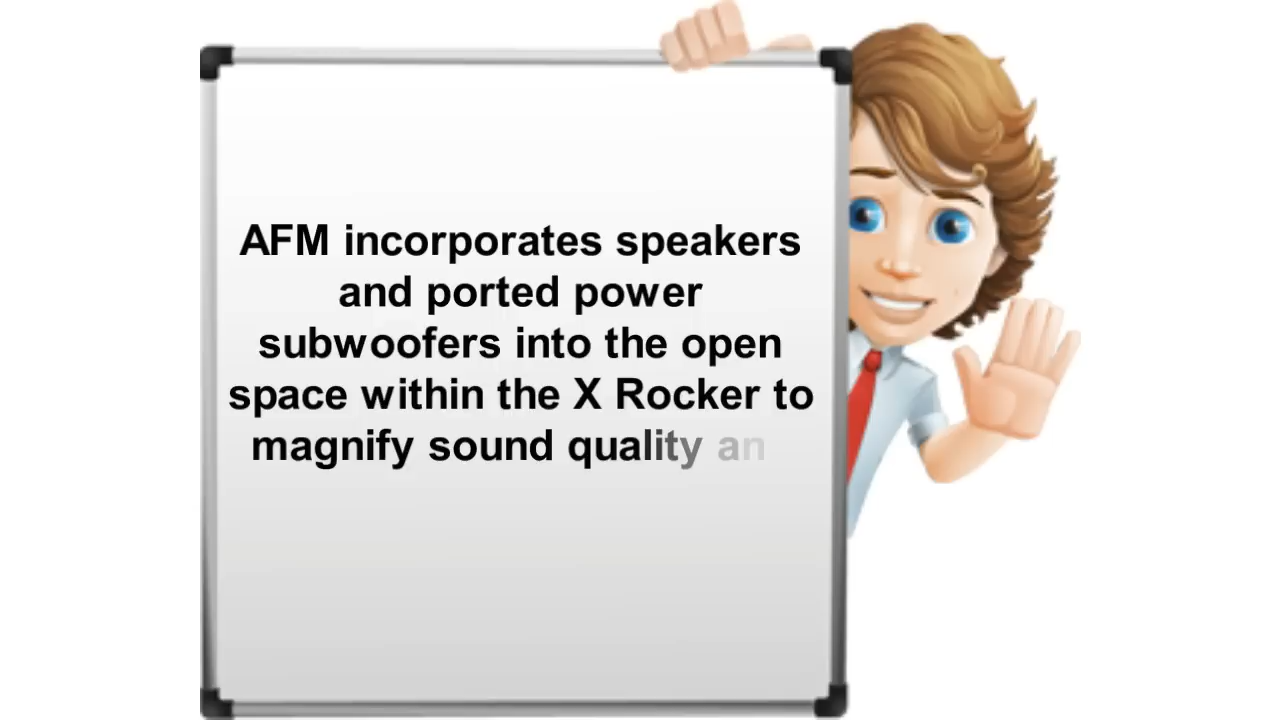 AFM incorporates speakers
and ported power
subwoofers into the open
space within the X Rocker to
magnify sound quality an